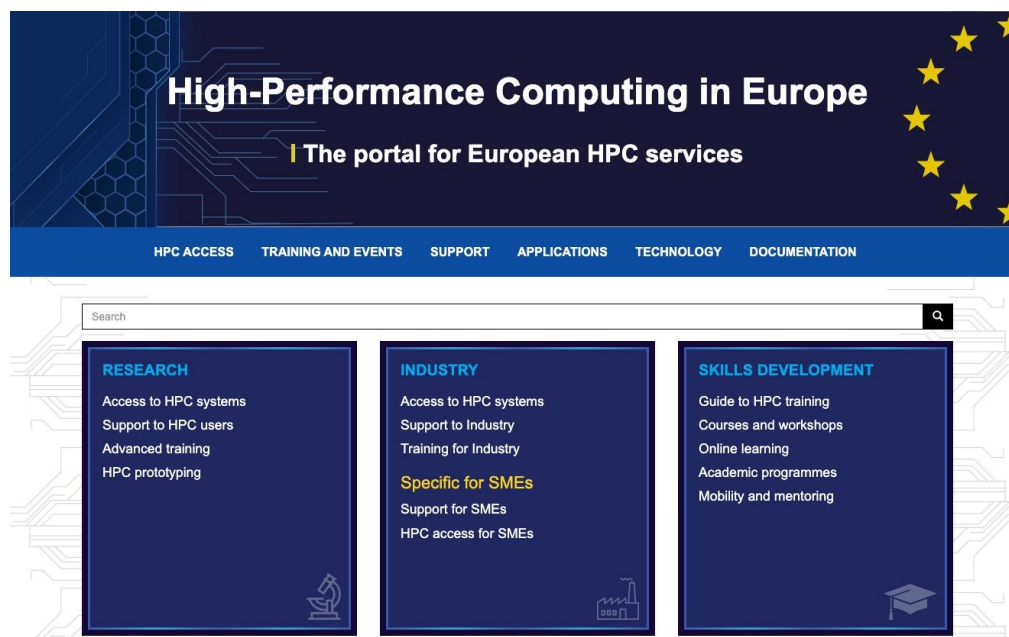 High-Performance Computing in Europe
| The portal for European HPC services
HPC ACCESS TRAINING AND EVENTS SUPPORT APPLICATIONS TECHNOLOGY DOCUMENTATION
Search
RESEARCH
Access to HPC systems
Support to HPC users
Advanced training
HPC prototyping
INDUSTRY
Access to HPC systems
Support to Industry
Training for Industry
Specific for SMEs
Support for SMEs
HPC access for SMEs
SKILLS DEVELOPMENT
Guide to HPC training
Courses and workshops
Online learning
Academic programmes
Mobility and mentoring